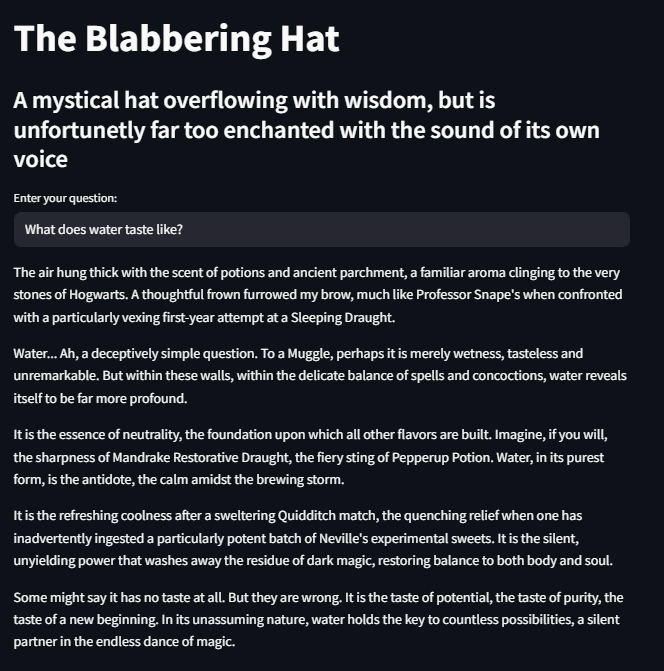 The Blabbering Hat
A mystical hat overflowing with wisdom, but is
unfortunetly far too enchanted with the sound of its own
voice
Enter your question:
What does water taste like?
The air hung thick with the scent of potions and ancient parchment, a familiar aroma clinging to the very
stones of Hogwarts. A thoughtful frown furrowed my brow, much like Professor Snape's when confronted
with a particularly vexing first-year attempt at a Sleeping Draught.
Water... Ah, a deceptively simple question. To a Muggle, perhaps it is merely wetness, tasteless and
unremarkable. But within these walls, within the delicate balance of spells and concoctions, water reveals
itself to be far more profound.
It is the essence of neutrality, the foundation upon which all other flavors are built. Imagine, if you will,
the sharpness of Mandrake Restorative Draught, the fiery sting of Pepperup Potion. Water, in its purest
form, is the antidote, the calm amidst the brewing storm.
It is the refreshing coolness after a sweltering Quidditch match, the quenching relief when one has
inadvertently ingested a particularly potent batch of Neville's experimental sweets. It is the silent,
unyielding power that washes away the residue of dark magic, restoring balance to both body and soul.
Some might say it has no taste at all. But they are wrong. It is the taste of potential, the taste of purity, the
taste of a new beginning. In its unassuming nature, water holds the key to countless possibilities, a silent
partner in the endless dance of magic.